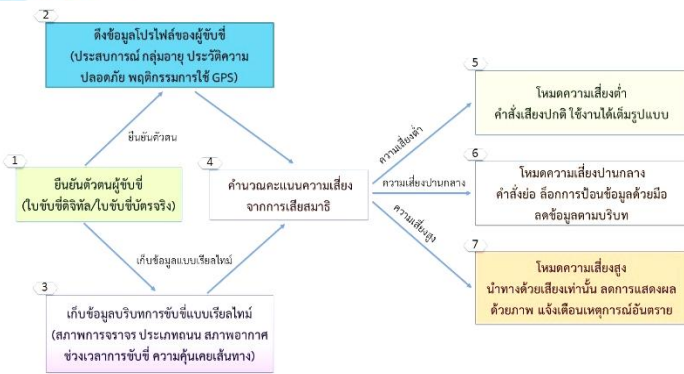 2
ดึงข้อมูลโปรไฟล์ของผู้ขับขี่
(ประสบการณ์ กลุ่มอายุ ประวัติความ
ปลอดภัย พฤติกรรมการใช้ GPS)
ยืนยันตัวตน
1
ยืนยันตัวตนผู้ขับขี่
(ใบขับขี่ดิจิทัล/ใบขับขี่บัตรจริง)
เก็บข้อมูลแบบเรียลไทม์
3
เก็บข้อมูลบริบทการขับขี่แบบเรียลไทม์
(สภาพการจราจร ประเภทถนน สภาพอากาศ
ช่วงเวลาการขับขี่ ความคุ้นเคยเส้นทาง)
4
คำนวณคะแนนความเสี่ยง
จากการเสียสมาธิ
ความเสี่ยงต่ำ
ความเสี่ยงปานกลาง
ความเสี่ยงสูง
5
โหมดความเสี่ยงต่ำ
คำสั่งเสียงปกติ ใช้งานได้เต็มรูปแบบ
6
โหมดความเสี่ยงปานกลาง
คำสั่งย่อ ล็อกการป้อนข้อมูลด้วยมือ
ลดข้อมูลตามบริบท
7
โหมดความเสี่ยงสูง
นำทางด้วยเสียงเท่านั้น ลดการแสดงผล
ด้วยภาพ แจ้งเตือนเหตุการณ์อันตราย